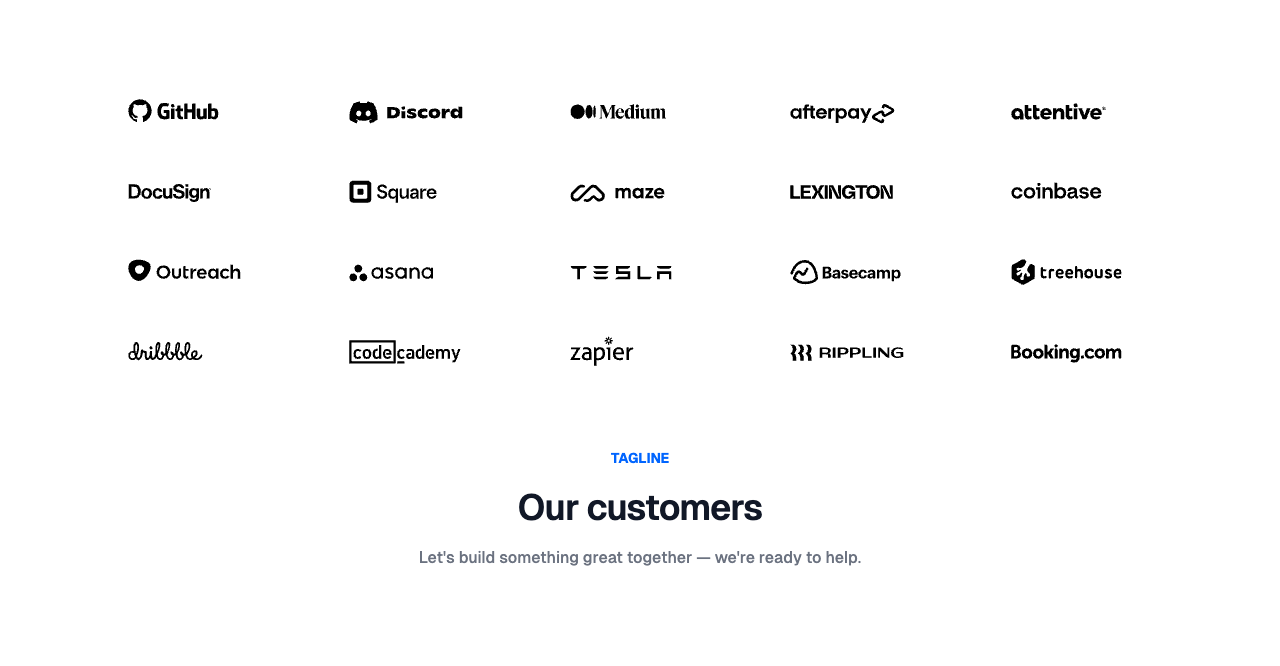 GitHub Discord Medium afterpay attentive®
DocuSign Square maze LEXINGTON coinbase
Outreach asana TESLA Basecamp treehouse
dribbble codecademy zapier RIPPLING Booking.com
TAGLINE
Our customers
Let's build something great together — we're ready to help.